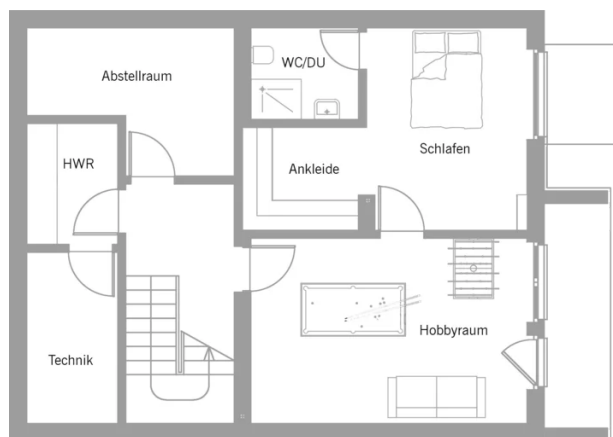 Abstellraum
WC/DU
HWR
Ankleide
Schlafen
Technik
Hobbyraum